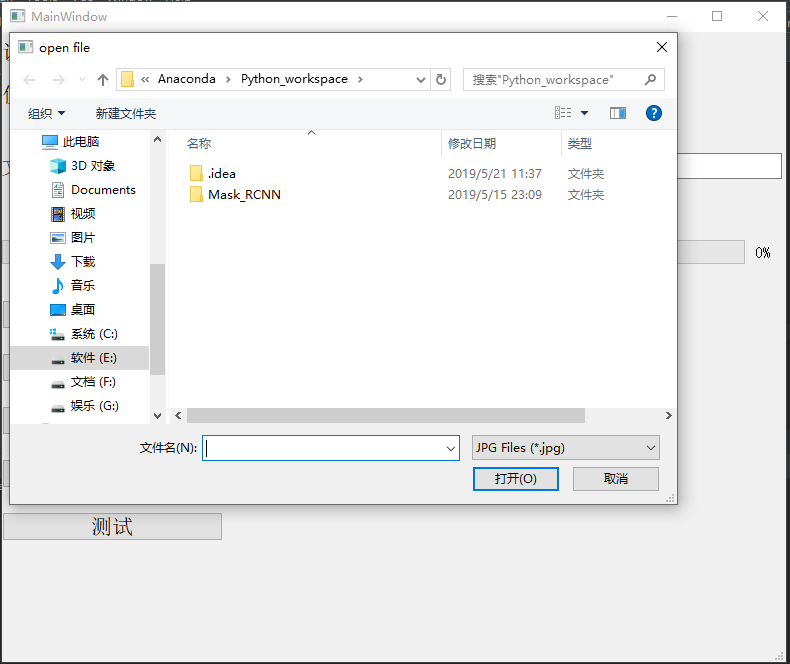 MainWindow
open file
« Anaconda › Python_workspace ›
搜索"Python_workspace"
组织
新建文件夹
此电脑
3D 对象
Documents
视频
图片
下载
音乐
桌面
系统 (C:)
软件 (E:)
文档 (F:)
娱乐 (G:)
名称 修改日期 类型
.idea 2019/5/21 11:37 文件夹
Mask_RCNN 2019/5/15 23:09 文件夹
0%
文件名(N):
JPG Files (*.jpg)
打开(O)
取消
测试